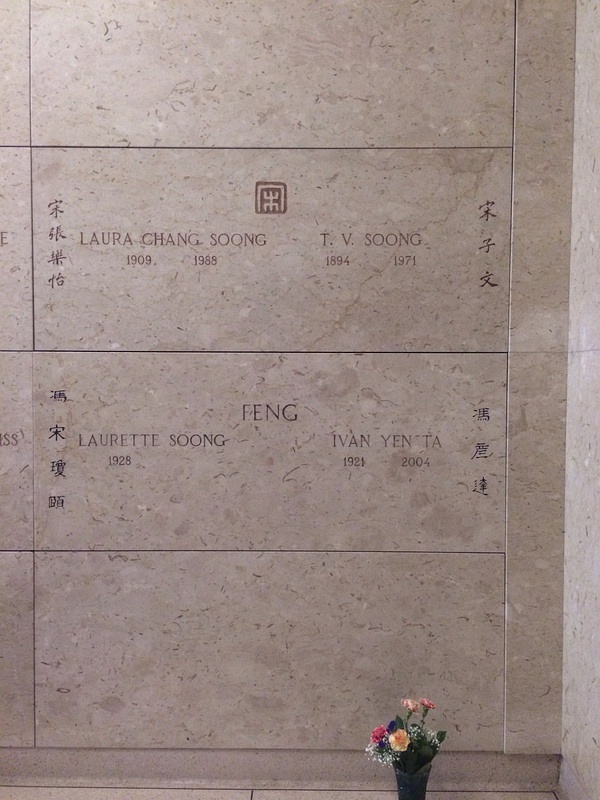 宋
宋張樂怡
LAURA CHANG SOONG
1909 1988
T. V. SOONG
1894 1971
宋子文
馮宋瓊頤
FENG
LAURETTE SOONG
1928
IVAN YEN-TA
1921 2004
馮彥達